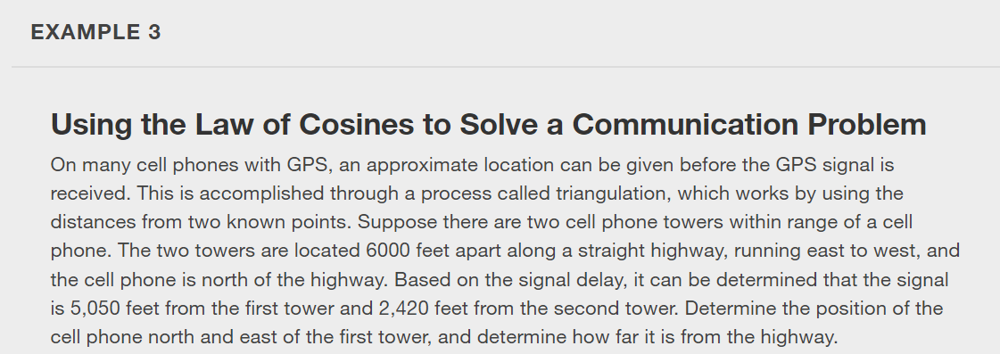 EXAMPLE 3
Using the Law of Cosines to Solve a Communication Problem
On many cell phones with GPS, an approximate location can be given before the GPS signal is
received. This is accomplished through a process called triangulation, which works by using the
distances from two known points. Suppose there are two cell phone towers within range of a cell
phone. The two towers are located 6000 feet apart along a straight highway, running east to west, and
the cell phone is north of the highway. Based on the signal delay, it can be determined that the signal
is 5,050 feet from the first tower and 2,420 feet from the second tower. Determine the position of the
cell phone north and east of the first tower, and determine how far it is from the highway.